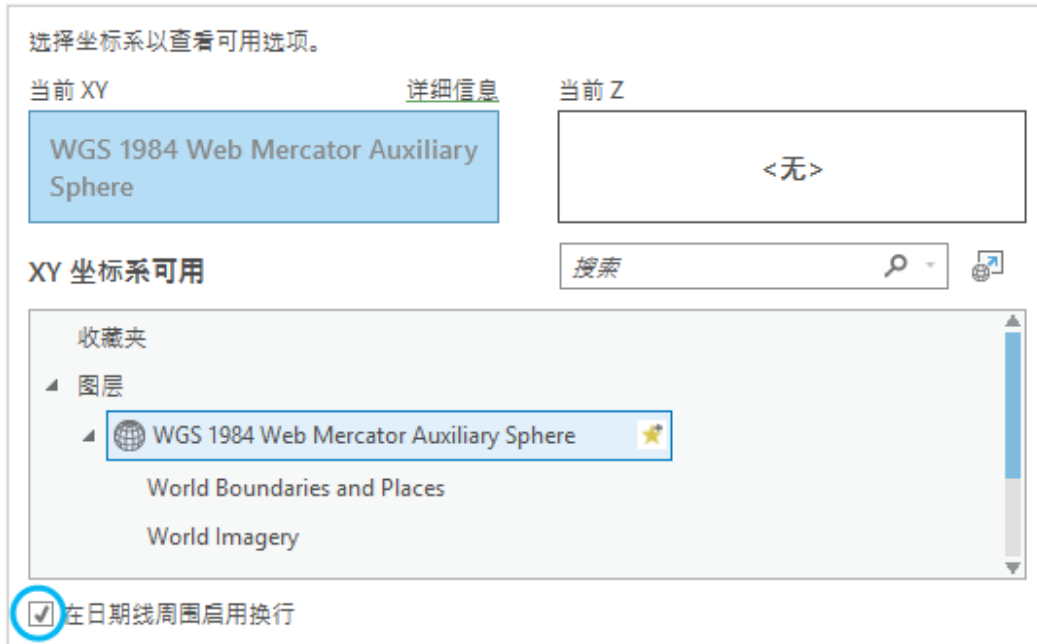 选择坐标系以查看可用选项。
当前 XY 详细信息 当前 Z
WGS 1984 Web Mercator Auxiliary
Sphere
<无>
XY 坐标系可用 搜索
收藏夹
图层
WGS 1984 Web Mercator Auxiliary Sphere
World Boundaries and Places
World Imagery
在日期线周围启用换行